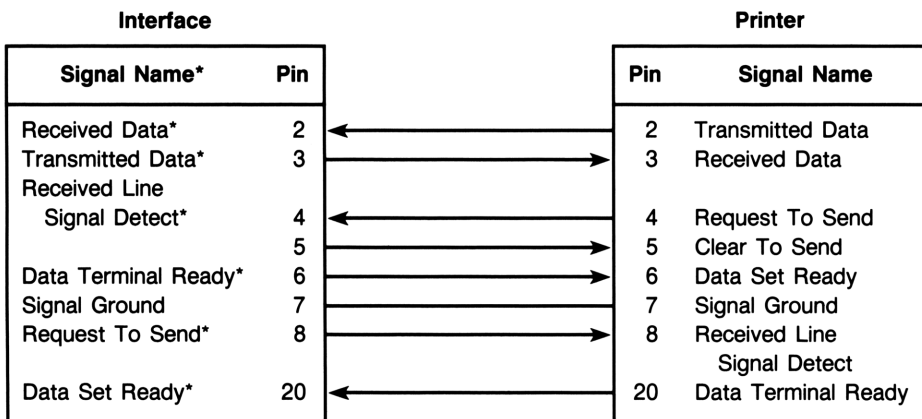 Interface Printer
Signal Name* Pin Pin Signal Name
Received Data* 2 2 Transmitted Data
Transmitted Data* 3 3 Received Data
Received Line
Signal Detect* 4 4 Request To Send
5 5 Clear To Send
Data Terminal Ready* 6 6 Data Set Ready
Signal Ground 7 7 Signal Ground
Request To Send* 8 8 Received Line
Signal Detect
Data Set Ready* 20 20 Data Terminal Ready